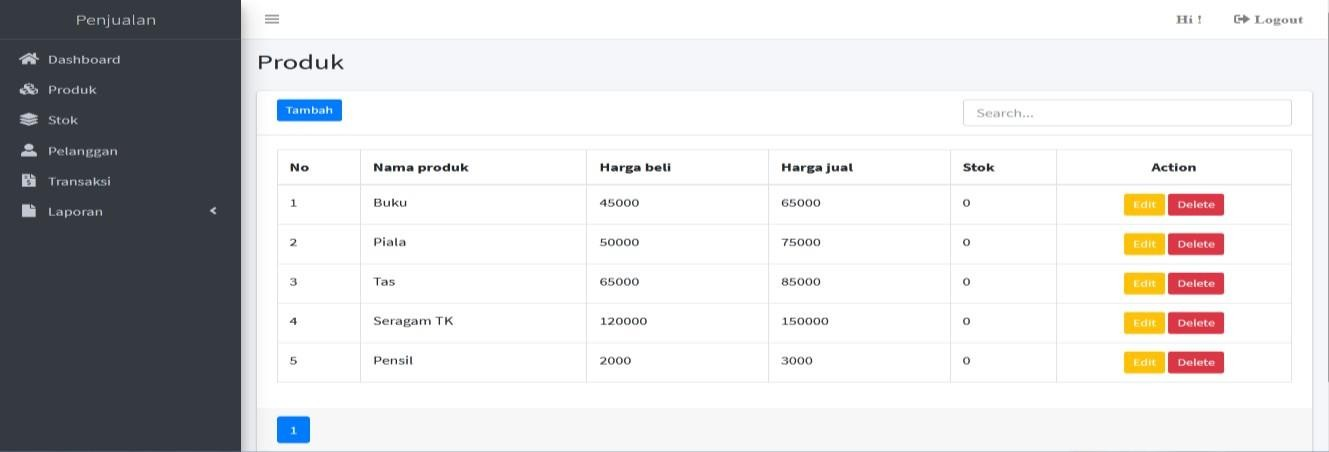 Penjualan
Hi !
Logout
Dashboard
Produk
Stok
Pelanggan
Transaksi
Laporan
Produk
Tambah
Search...
No Nama produk Harga beli Harga jual Stok Action
1 Buku 45000 65000 0 Edit Delete
2 Piala 50000 75000 0 Edit Delete
3 Tas 65000 85000 0 Edit Delete
4 Seragam TK 120000 150000 0 Edit Delete
5 Pensil 2000 3000 0 Edit Delete
1